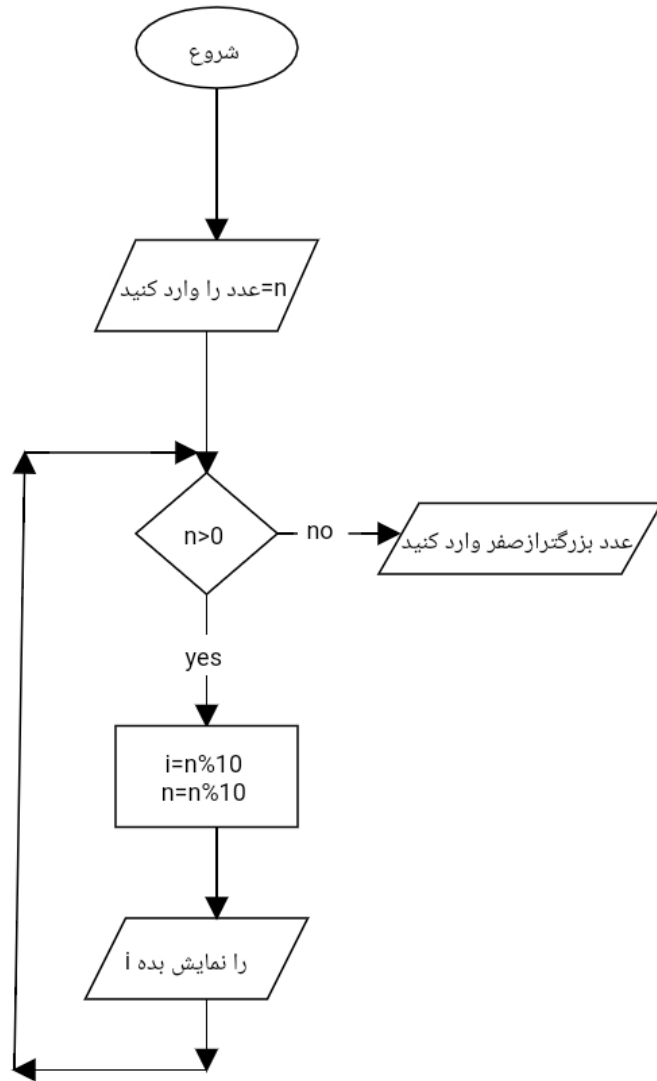 شروع
عدد را وارد کنید=n
n>0
no
عدد بزرگترازصفر وارد کنید
yes
i=n%10
n=n%10
را نمایش بده i